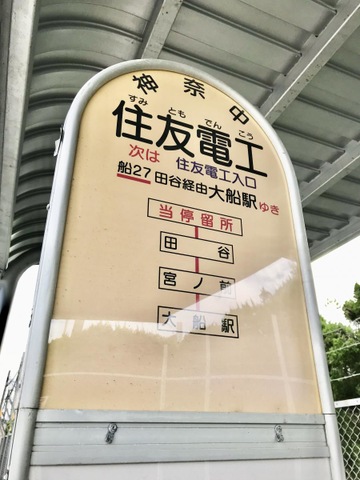 神奈中
すみ とも でん こう
住友電工
次は 住友電工入口
船27 田谷経由大船駅ゆき
当停留所
田谷
宮ノ前
大船駅